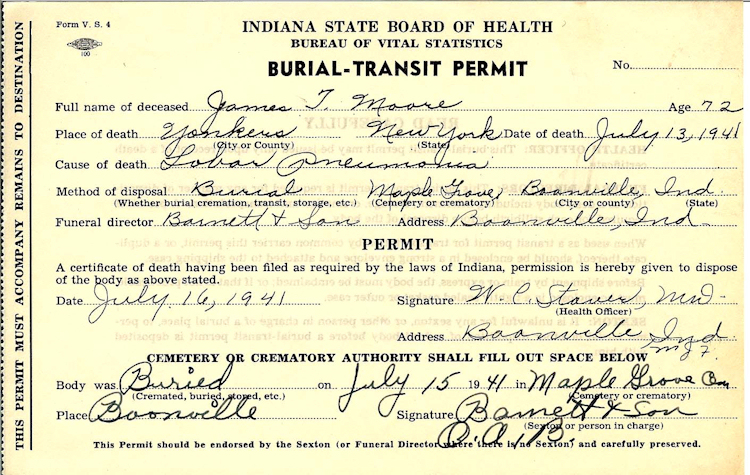 Form V. S. 4
100
INDIANA STATE BOARD OF HEALTH
BUREAU OF VITAL STATISTICS
BURIAL-TRANSIT PERMIT
No.
Full name of deceased James T. Moore Age 72
Place of death Yonkers New York Date of death July 13, 1941
(City or County) (State)
Cause of death Lobar Pneumonia
Method of disposal Burial Maple Grove, Boonville, Ind
(Whether burial cremation, transit, storage, etc.) (Cemetery or crematory) (City or county) (State)
Funeral director Barnett & Son Address Boonville, Ind.
PERMIT
A certificate of death having been filed as required by the laws of Indiana, permission is hereby given to dispose
of the body as above stated.
Date July 16, 1941 Signature W. C. Stover, MD.
(Health Officer)
Address Boonville Ind
CEMETERY OR CREMATORY AUTHORITY SHALL FILL OUT SPACE BELOW
Body was Buried on July 15 1941 in Maple Grove
(Cremated, buried, stored, etc.) (Cemetery or crematory)
Place Boonville Signature Barnett & Son
(Sexton or person in charge)
This Permit should be endorsed by the Sexton (or Funeral Director where there is no Sexton) and carefully preserved.
THIS PERMIT MUST ACCOMPANY REMAINS TO DESTINATION